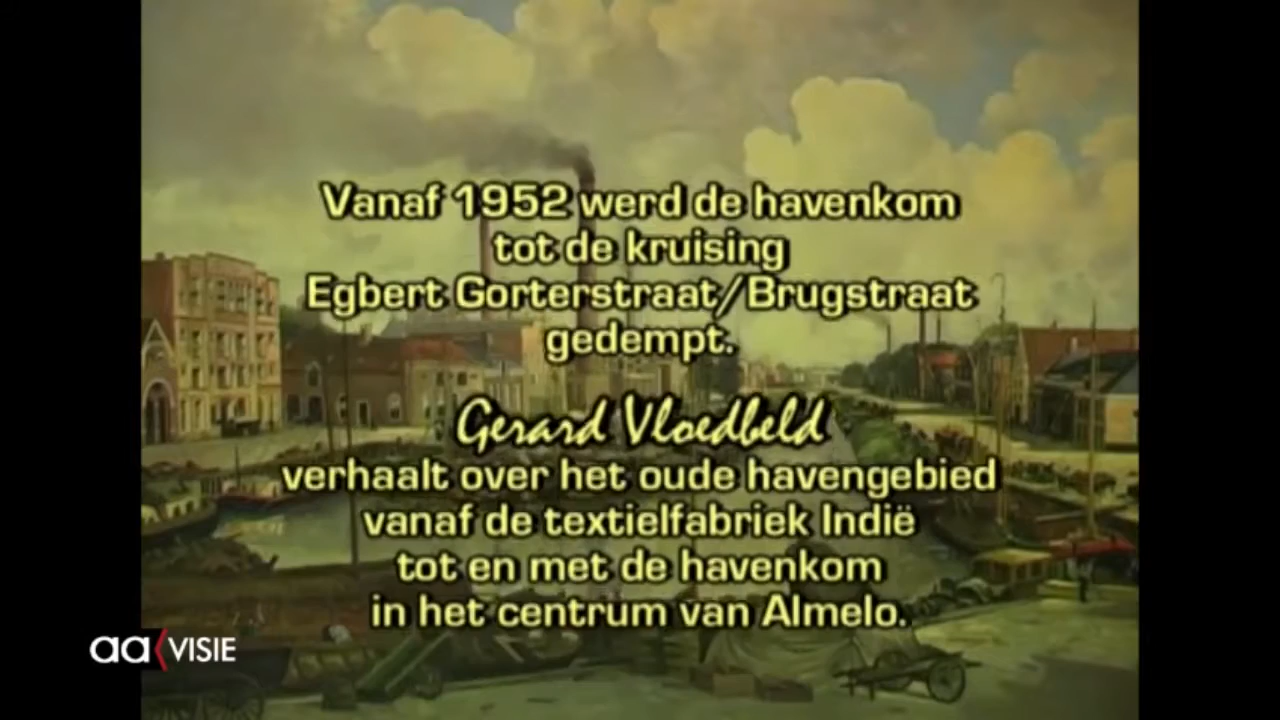 Vanaf 1952 werd de havenkom
tot de kruising
Egbert Gorterstraat/Brugstraat
gedempt.
Gerard Vloedbeld
verhaalt over het oude havengebied
vanaf de textielfabriek Indië
tot en met de havenkom
in het centrum van Almelo.
aa VISIE